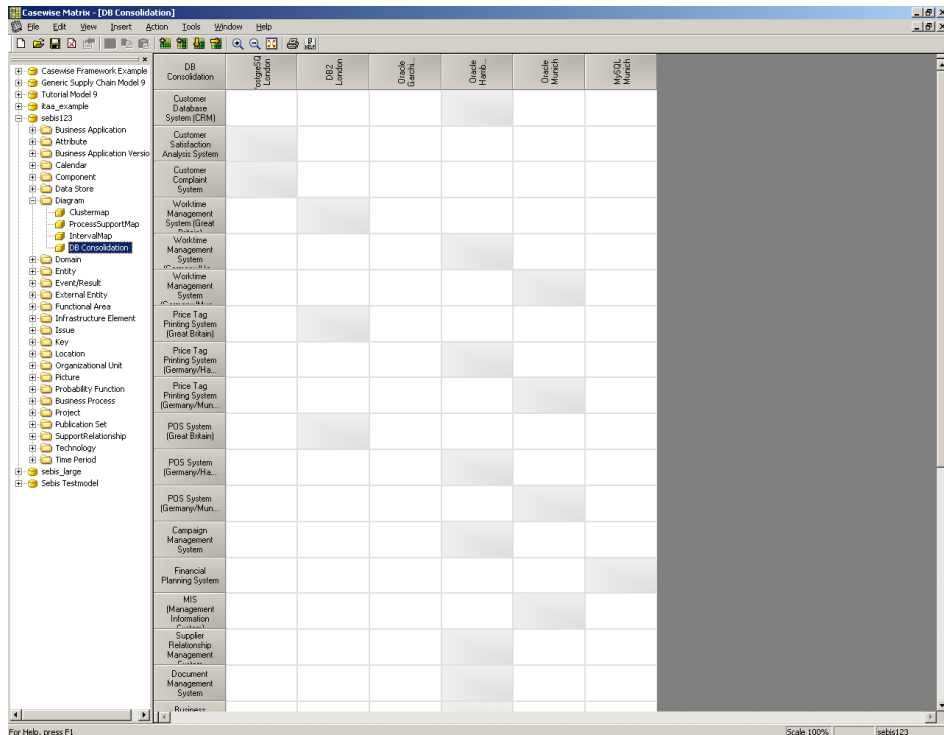 Casewise Matrix - [DB Consolidation]
File Edit View Insert Action Tools Window Help
Casewise Framework Example
Generic Supply Chain Model 9
Tutorial Model 9
itaa_example
sebis123
Business Application
Attribute
Business Application Versio
Calendar
Component
Data Store
Diagram
Clustermap
ProcessSupportMap
IntervalMap
DB Consolidation
Domain
Entity
Event/Result
External Entity
Functional Area
Infrastructure Element
Issue
Key
Location
Organizational Unit
Picture
Probability Function
Business Process
Project
Publication Set
SupportRelationship
Technology
Time Period
sebis_large
Sebis Testmodel
DB
Consolidation
PostgreSQ
London
DB2
London
Oracle
Garchi...
Oracle
Hamb...
Oracle
Munich
MySQL
Munich
Customer
Database
System (CRM)
Customer
Satisfaction
Analysis System
Customer
Complaint
System
Worktime
Management
System (Great
Worktime
Management
System
Worktime
Management
System
Price Tag
Printing System
(Great Britain)
Price Tag
Printing System
(Germany/Ha...
Price Tag
Printing System
(Germany/Mun...
POS System
(Great Britain)
POS System
(Germany/Ha...
POS System
(Germany/Mun...
Campaign
Management
System
Financial
Planning System
MIS
(Management
Information
Supplier
Relationship
Management
Document
Management
System
Business
For Help, press F1
Scale 100%
sebis123